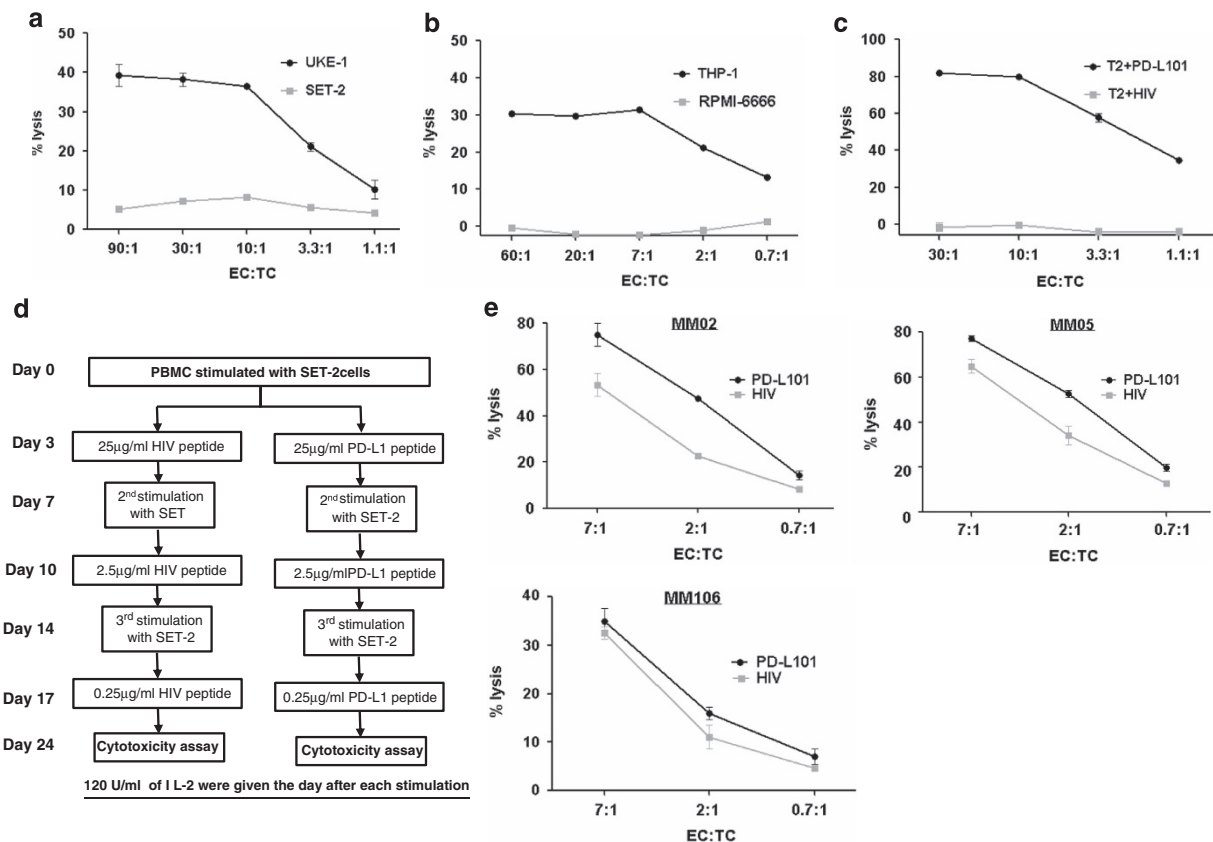 a
50
40
30
20
10
0
% lysis
UKE-1
SET-2
90:1 30:1 10:1 3.3:1 1.1:1
EC:TC
b
50
40
30
20
10
0
% lysis
THP-1
RPMI-6666
60:1 20:1 7:1 2:1 0.7:1
EC:TC
c
100
80
60
40
20
0
% lysis
T2+PD-L101
T2+HIV
30:1 10:1 3.3:1 1.1:1
EC:TC
d
Day 0
PBMC stimulated with SET-2cells
Day 3
25µg/ml HIV peptide
25µg/ml PD-L1 peptide
Day 7
2nd stimulation
with SET
2nd stimulation
with SET-2
Day 10
2.5µg/ml HIV peptide
2.5µg/mlPD-L1 peptide
Day 14
3rd stimulation
with SET-2
3rd stimulation
with SET-2
Day 17
0.25µg/ml HIV peptide
0.25µg/ml PD-L1 peptide
Day 24
Cytotoxicity assay
Cytotoxicity assay
120 U/ml of I L-2 were given the day after each stimulation
e
MM02
80
60
40
20
0
% lysis
PD-L101
HIV
7:1 2:1 0.7:1
EC:TC
MM05
80
60
40
20
0
% lysis
PD-L101
HIV
7:1 2:1 0.7:1
EC:TC
MM106
40
30
20
10
0
% lysis
PD-L101
HIV
7:1 2:1 0.7:1
EC:TC